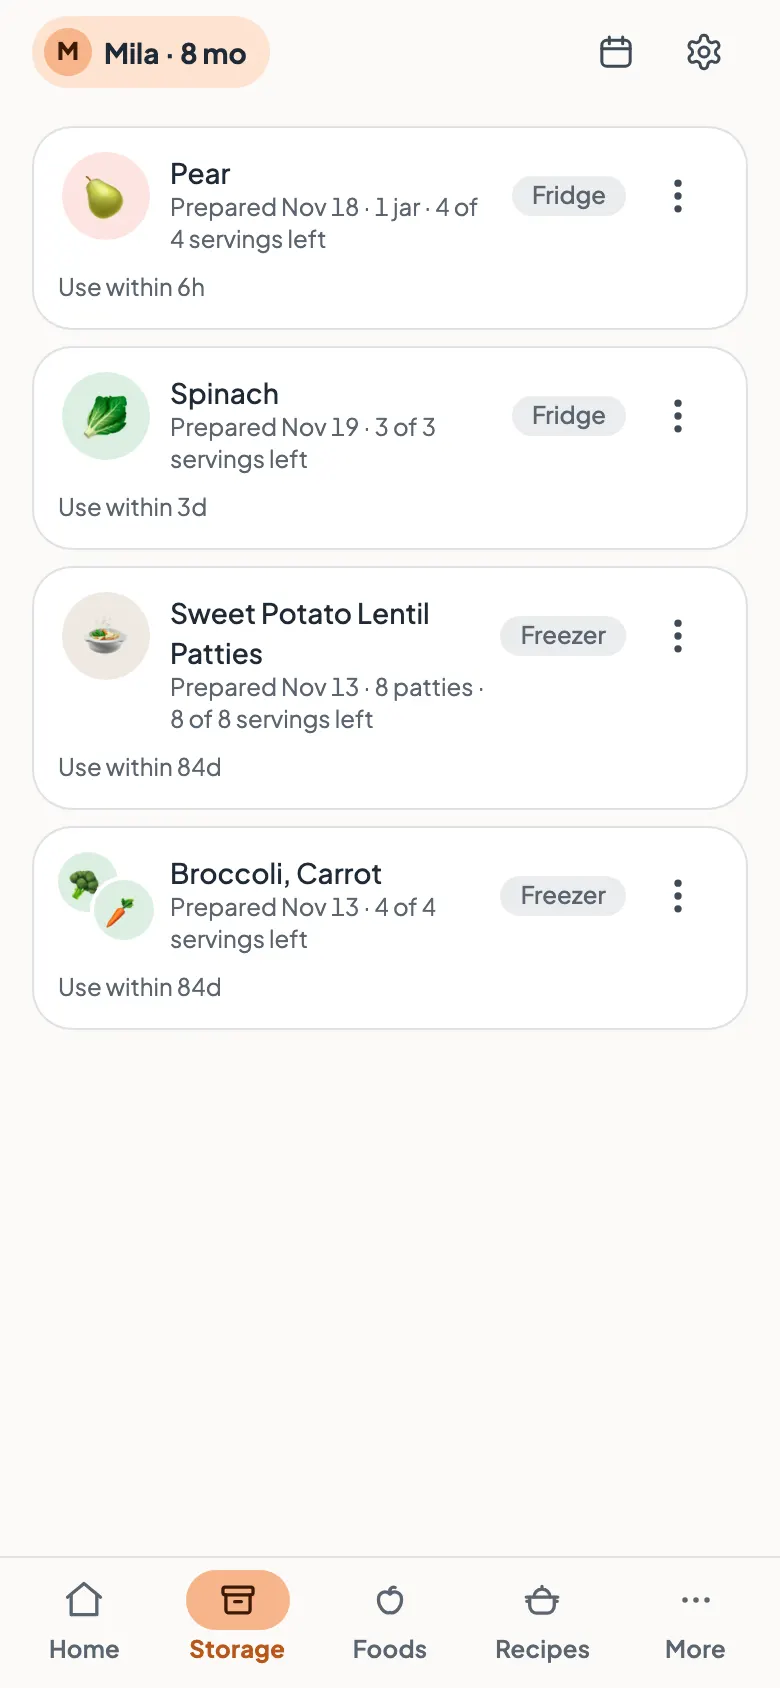 M Mila · 8 mo
Pear
Prepared Nov 18 · 1 jar · 4 of
4 servings left
Fridge
Use within 6h
Spinach
Prepared Nov 19 · 3 of 3
servings left
Fridge
Use within 3d
Sweet Potato Lentil
Patties
Prepared Nov 13 · 8 patties ·
8 of 8 servings left
Freezer
Use within 84d
Broccoli, Carrot
Prepared Nov 13 · 4 of 4
servings left
Freezer
Use within 84d
Home Storage Foods Recipes More